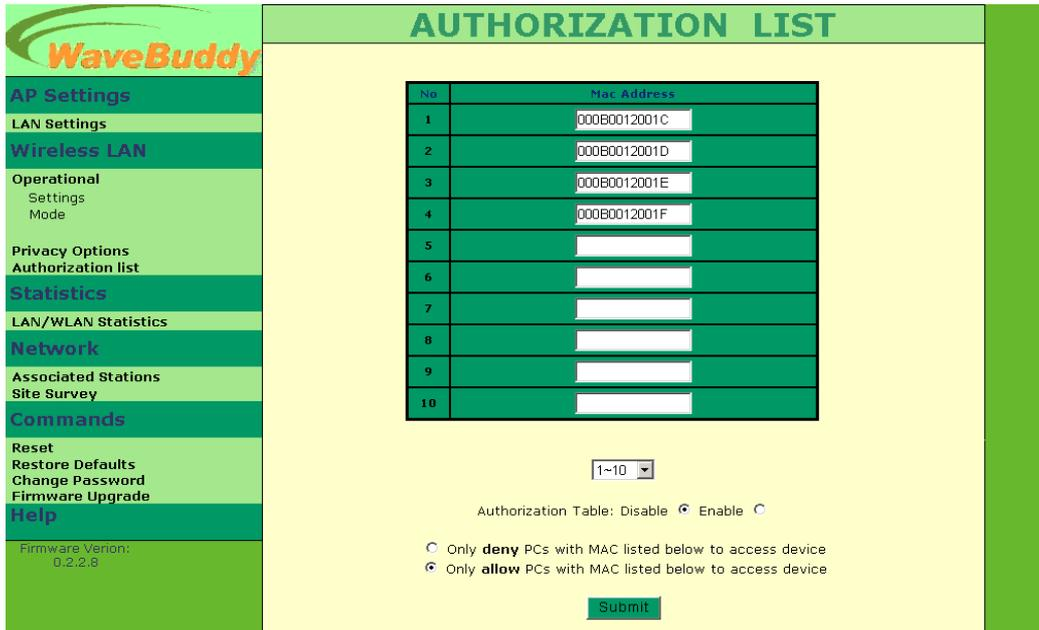 WaveBuddy
AP Settings
LAN Settings
Wireless LAN
Operational
Settings
Mode
Privacy Options
Authorization list
Statistics
LAN/WLAN Statistics
Network
Associated Stations
Site Survey
Commands
Reset
Restore Defaults
Change Password
Firmware Upgrade
Help
Firmware Verion:
0.2.2.8
AUTHORIZATION LIST
No Mac Address
1 000B0012001C
2 000B0012001D
3 000B0012001E
4 000B0012001F
5
6
7
8
9
10
1~10
Authorization Table: Disable Enable
Only deny PCs with MAC listed below to access device
Only allow PCs with MAC listed below to access device
Submit